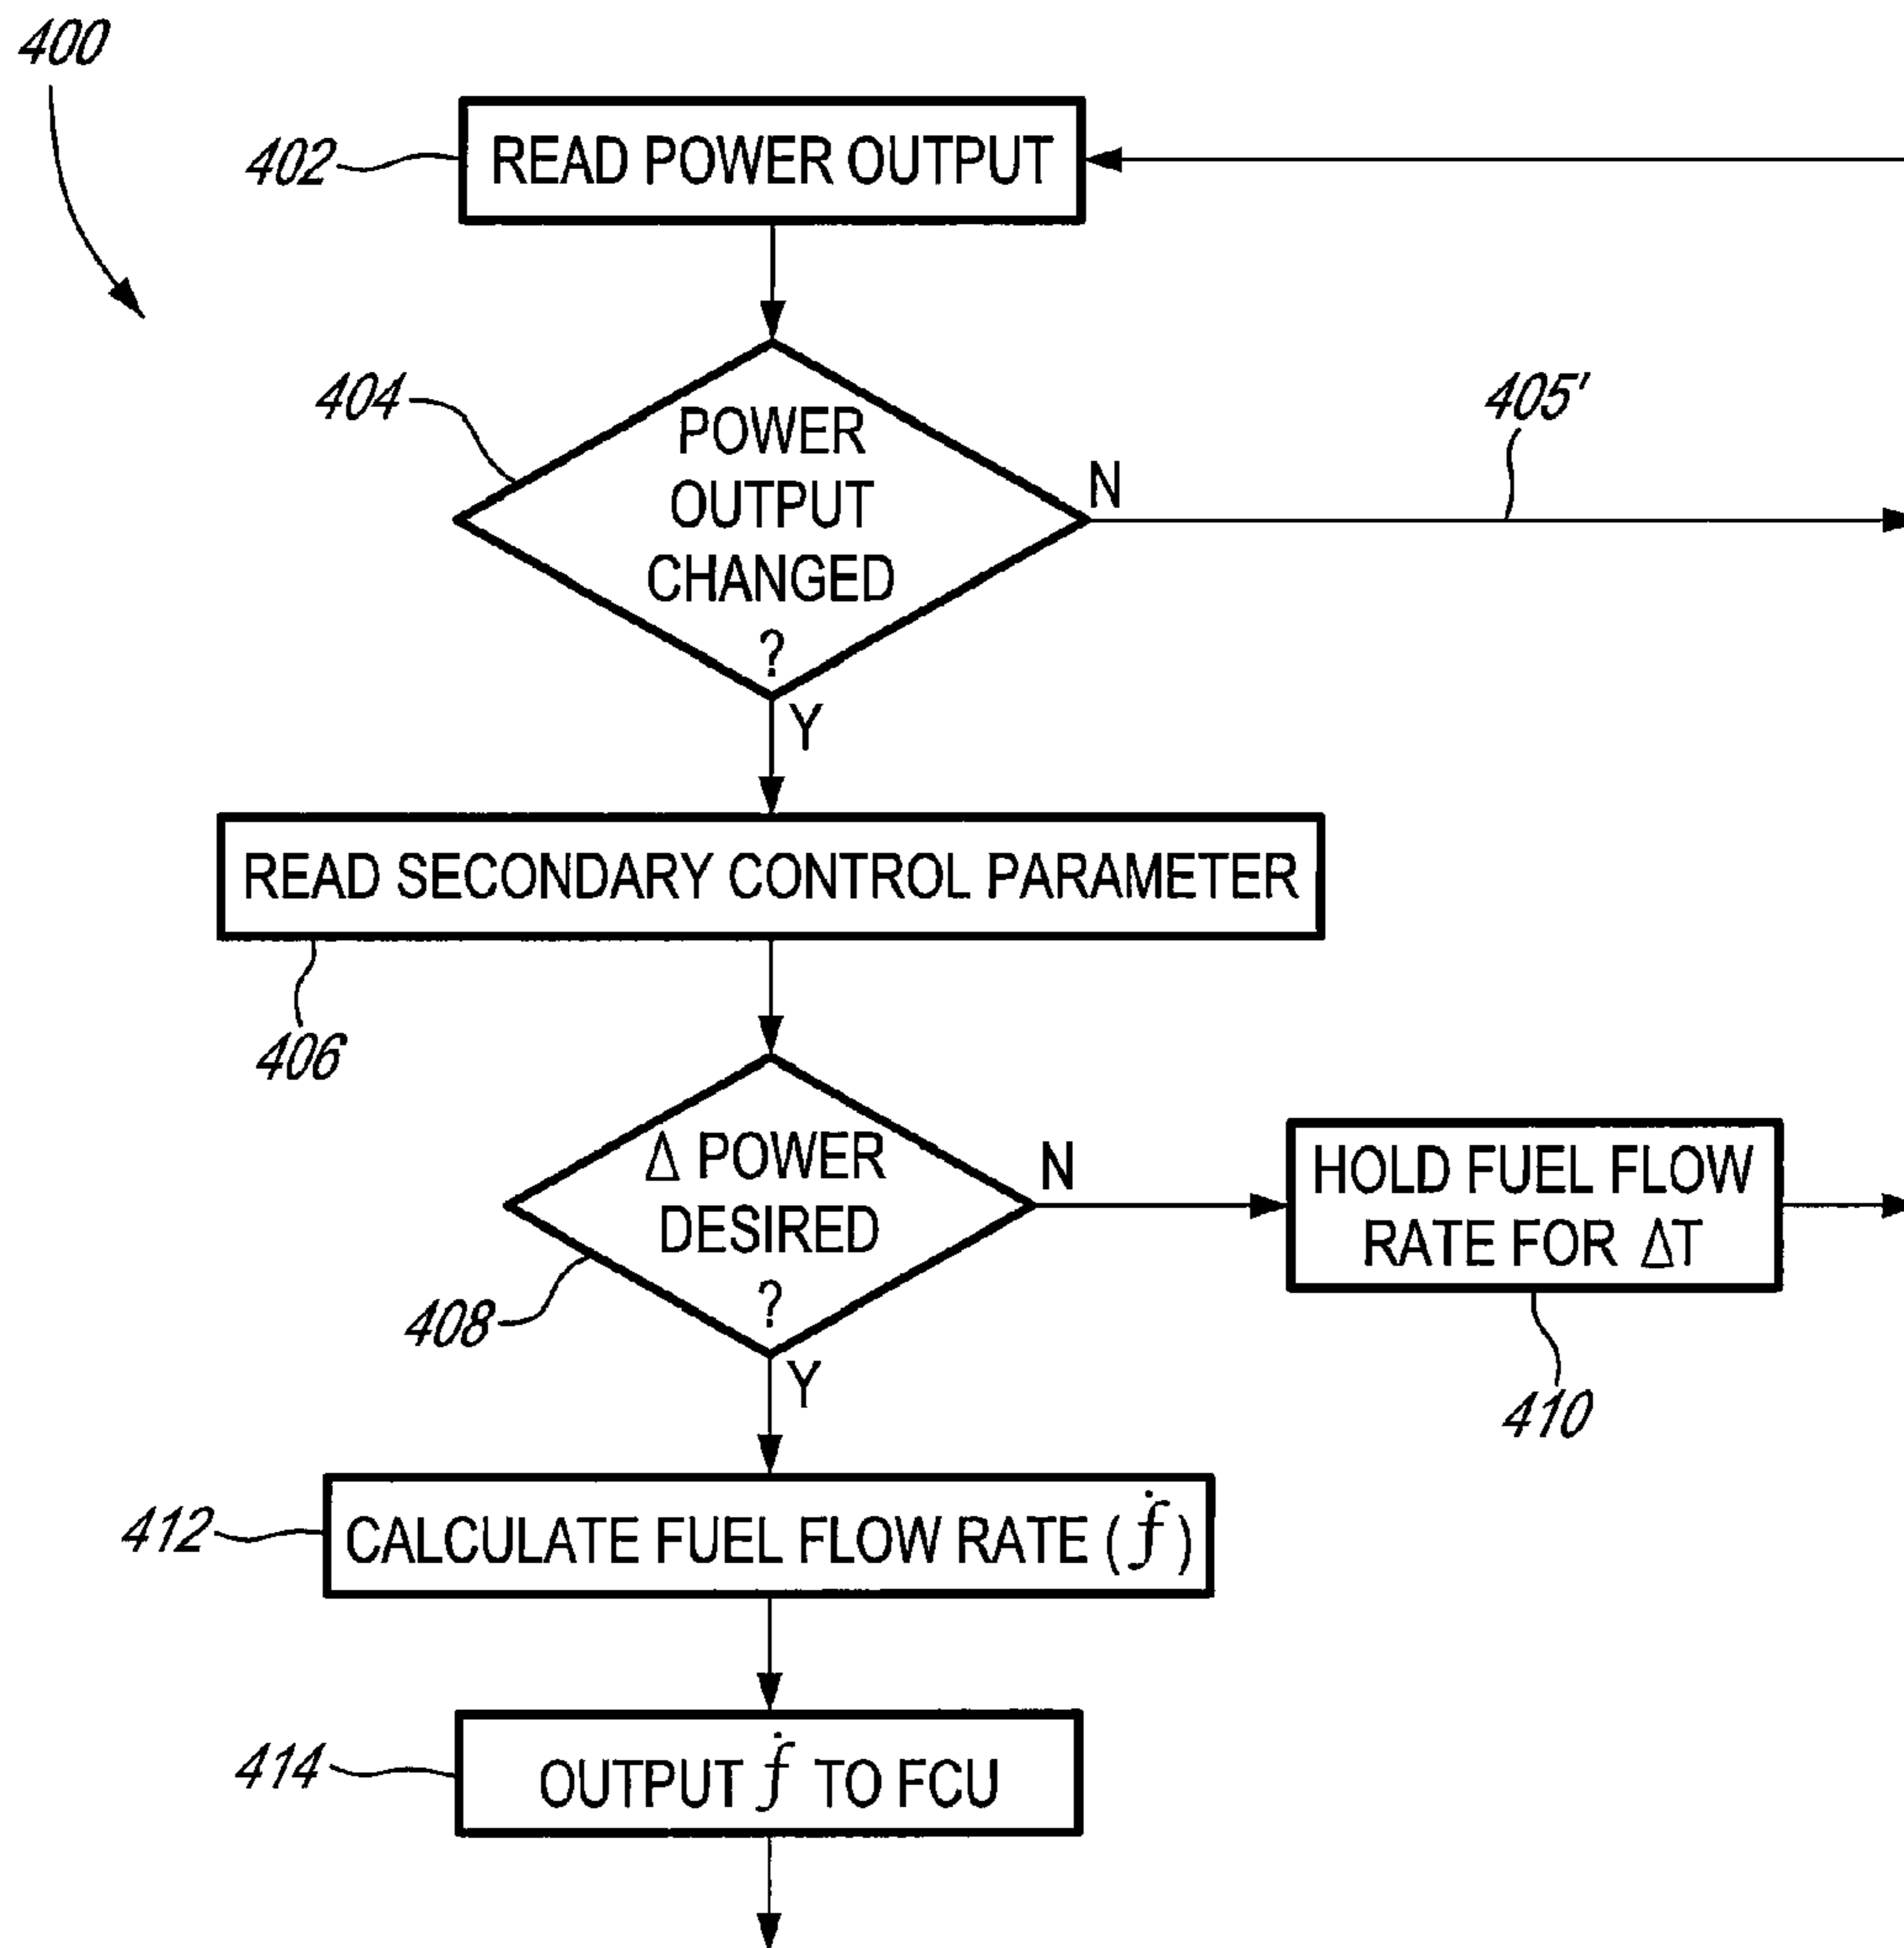 400
402
READ POWER OUTPUT
404
POWER
OUTPUT
CHANGED
?
N
405'
Y
READ SECONDARY CONTROL PARAMETER
406
Δ POWER
DESIRED
?
408
N
HOLD FUEL FLOW
RATE FOR ΔT
410
Y
412
CALCULATE FUEL FLOW RATE (ḟ)
414
OUTPUT ḟ TO FCU